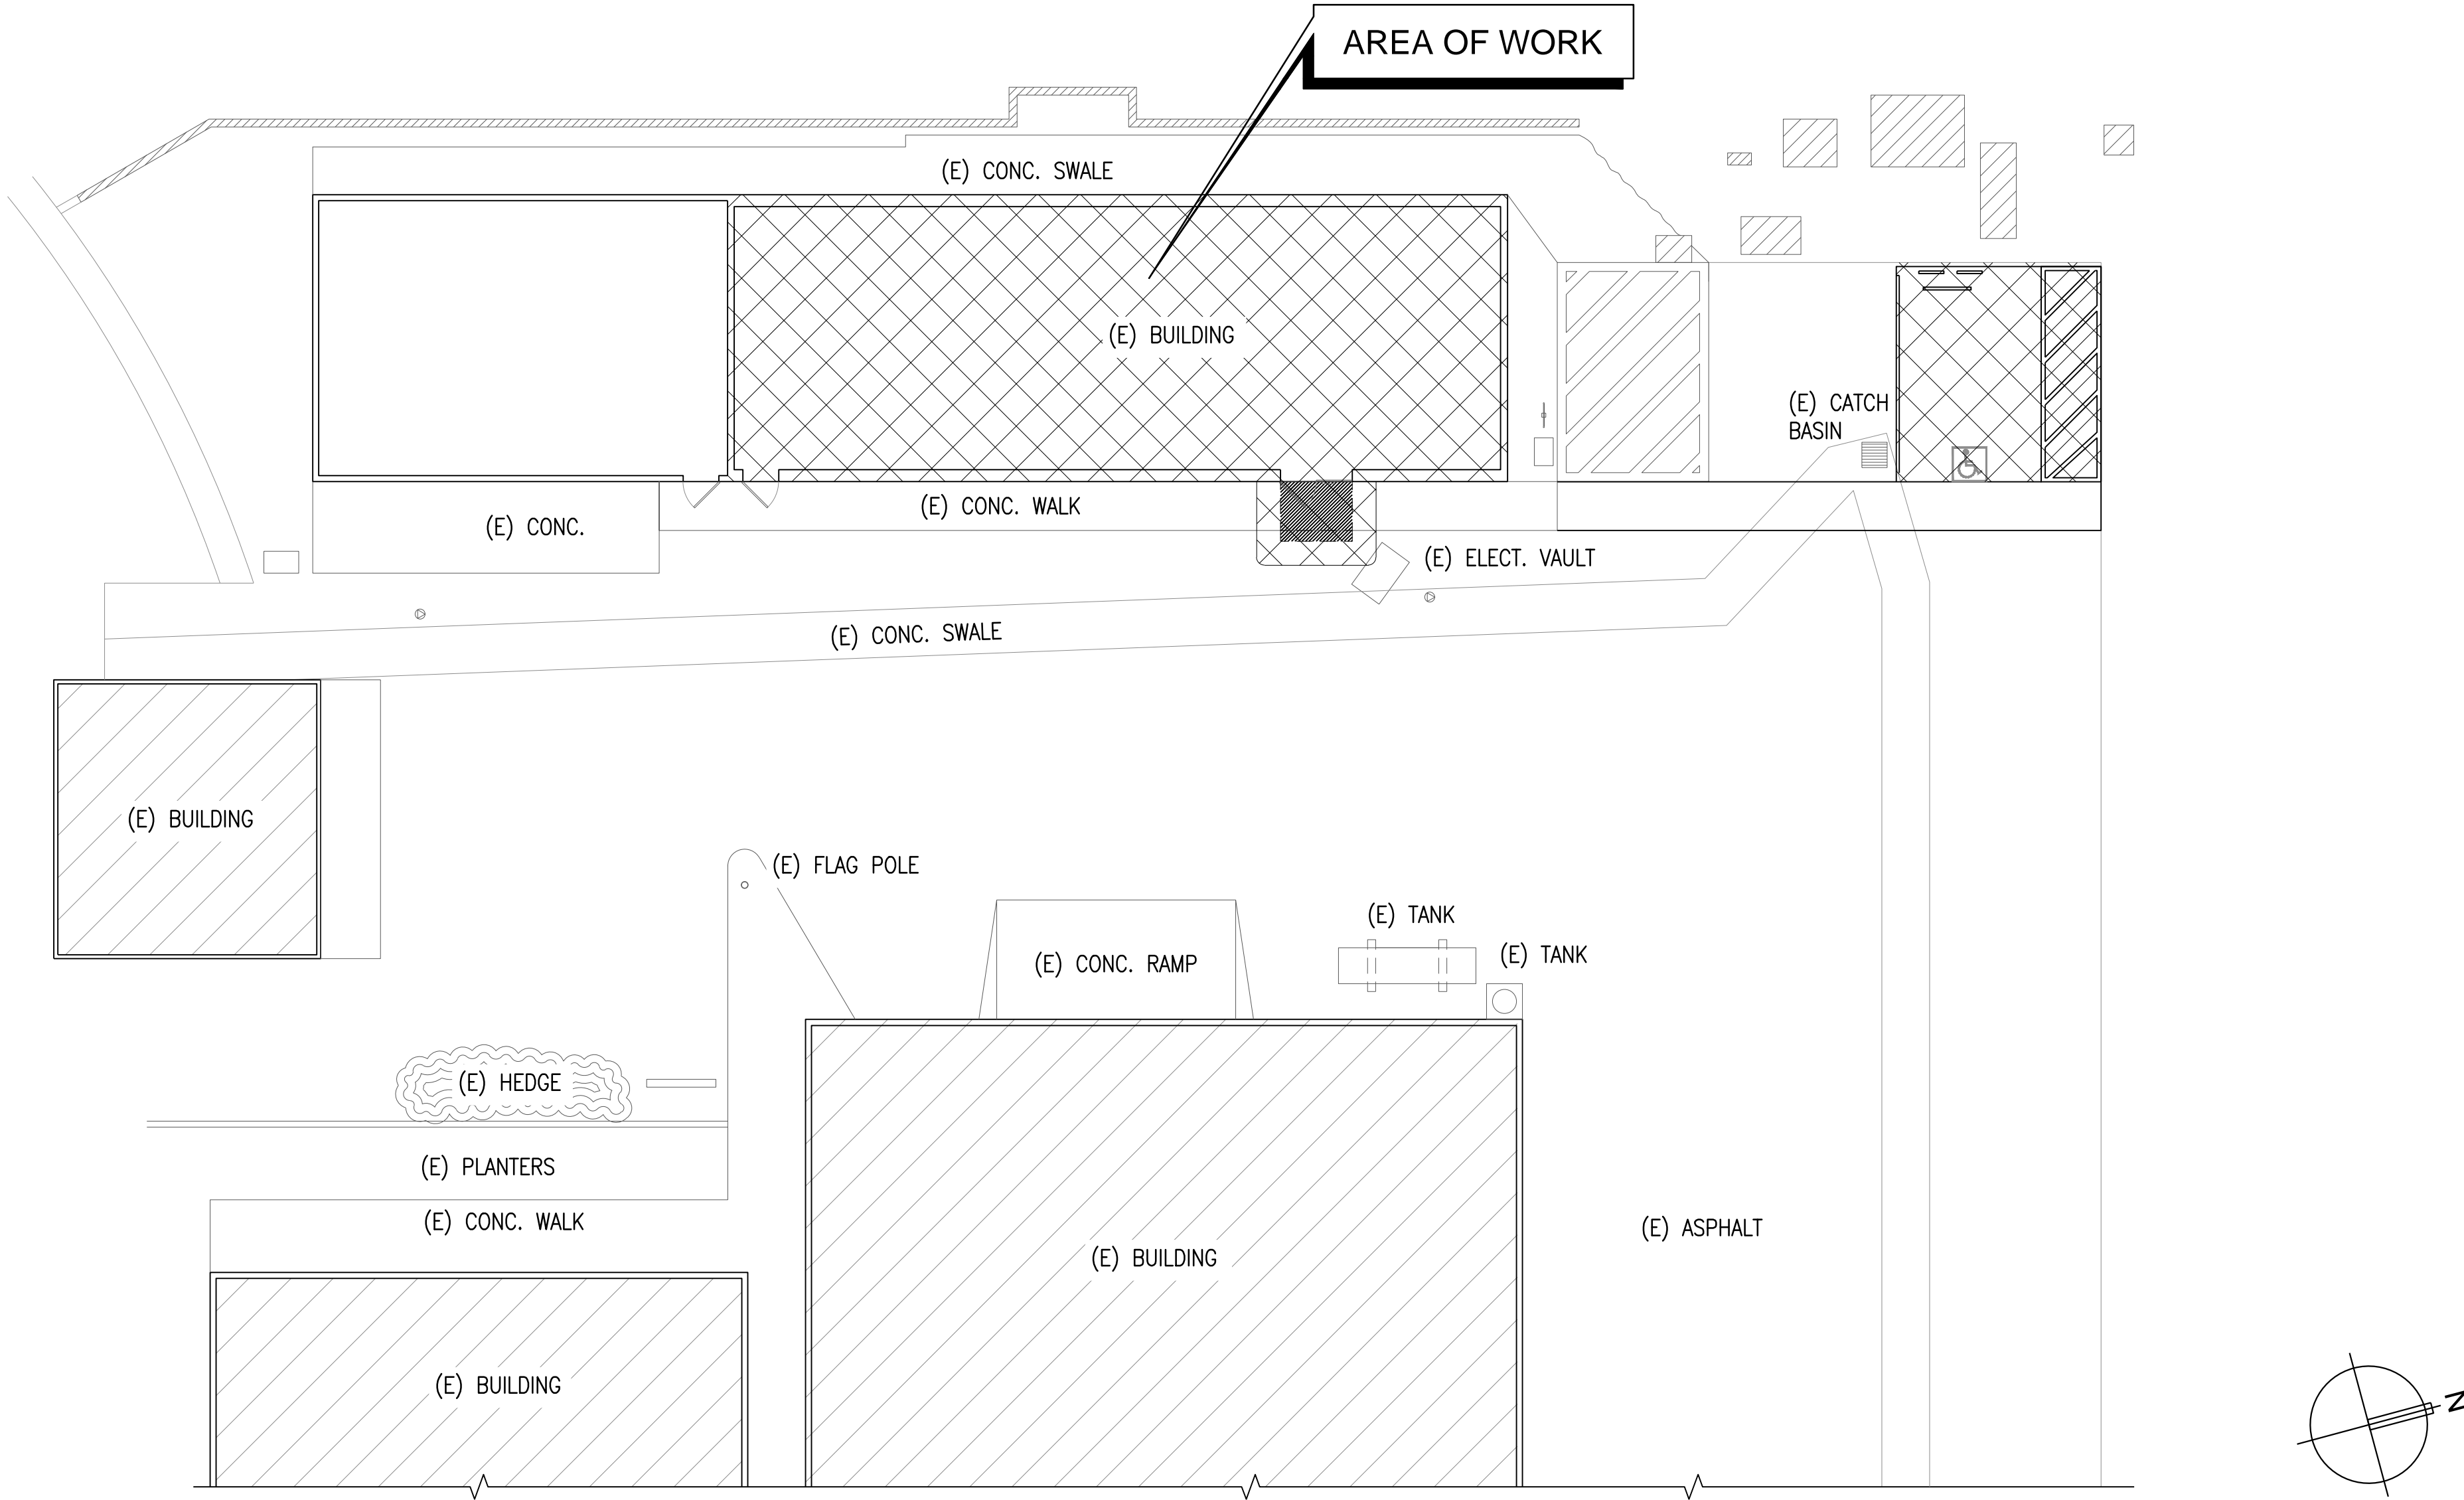 AREA OF WORK
(E) CONC. SWALE
(E) BUILDING
(E) CATCH
BASIN
(E) CONC. WALK
(E) CONC.
(E) ELECT. VAULT
(E) CONC. SWALE
(E) BUILDING
(E) FLAG POLE
(E) TANK
(E) TANK
(E) CONC. RAMP
(E) HEDGE
(E) PLANTERS
(E) CONC. WALK
(E) ASPHALT
(E) BUILDING
(E) BUILDING
N